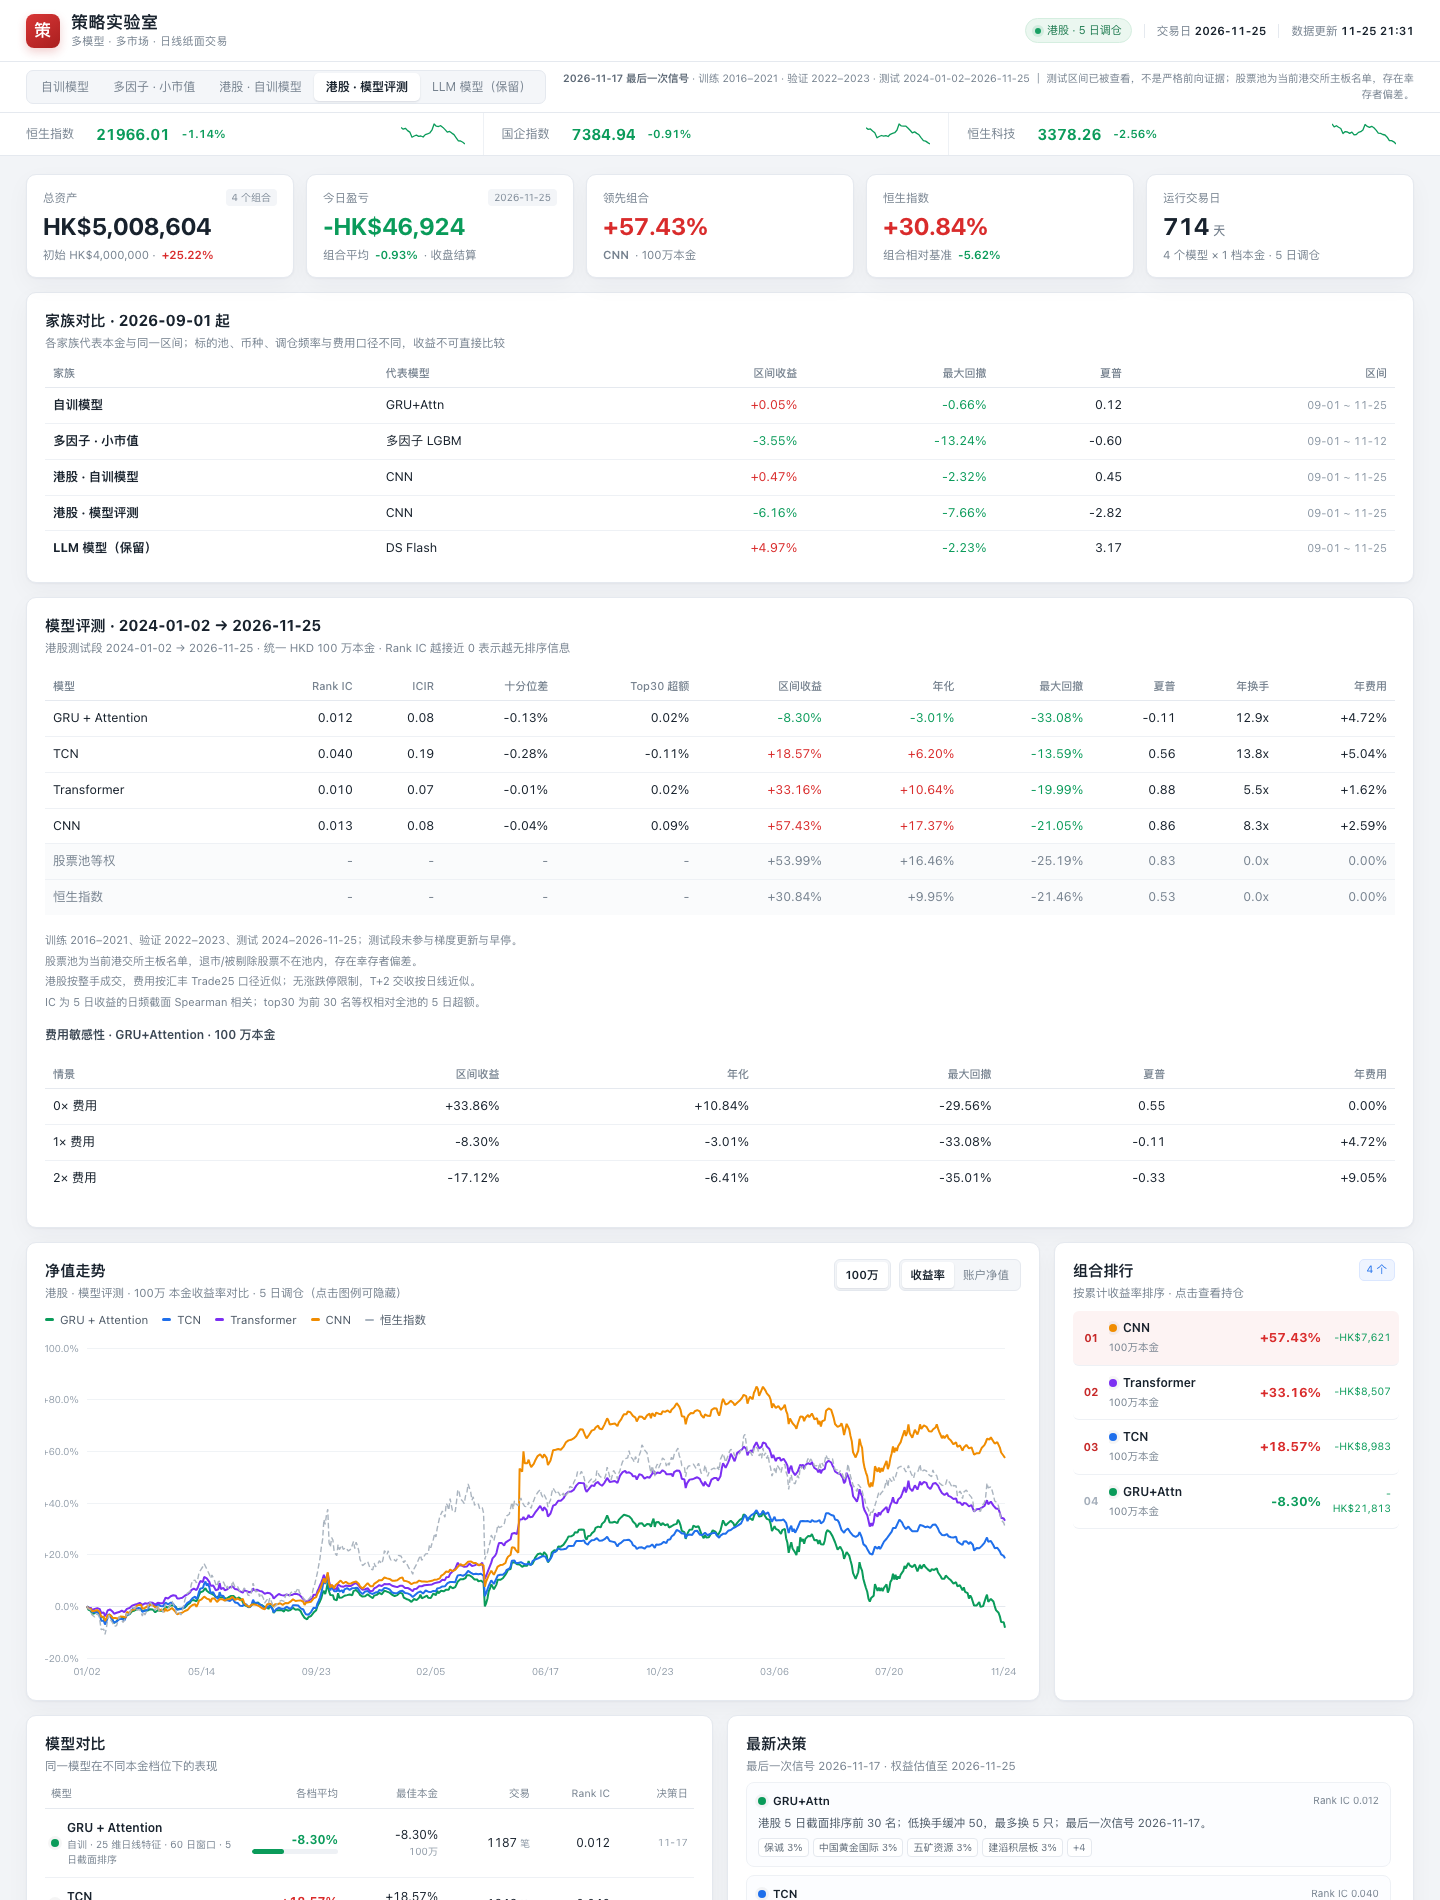 策
策略实验室
多模型 · 多市场 · 日线纸面交易
港股 · 5 日调仓
交易日 2026-11-25
数据更新 11-25 21:31
自训模型
多因子 · 小市值
港股 · 自训模型
港股 · 模型评测
LLM 模型（保留）
2026-11-17 最后一次信号 · 训练 2016–2021 · 验证 2022–2023 · 测试 2024-01-02–2026-11-25 ｜ 测试区间已被查看，不是严格前向证据；股票池为当前港交所主板名单，存在幸
存者偏差。
恒生指数 21966.01 -1.14%
国企指数 7384.94 -0.91%
恒生科技 3378.26 -2.56%
总资产 4 个组合
HK$5,008,604
初始 HK$4,000,000 · +25.22%
今日盈亏 2026-11-25
-HK$46,924
组合平均 -0.93% · 收盘结算
领先组合
+57.43%
CNN · 100万本金
恒生指数
+30.84%
组合相对基准 -5.62%
运行交易日
714 天
4 个模型 × 1 档本金 · 5 日调仓
家族对比 · 2026-09-01 起
各家族代表本金与同一区间；标的池、币种、调仓频率与费用口径不同，收益不可直接比较
家族 代表模型 区间收益 最大回撤 夏普 区间
自训模型 GRU+Attn +0.05% -0.66% 0.12 09-01 ~ 11-25
多因子 · 小市值 多因子 LGBM -3.55% -13.24% -0.60 09-01 ~ 11-12
港股 · 自训模型 CNN +0.47% -2.32% 0.45 09-01 ~ 11-25
港股 · 模型评测 CNN -6.16% -7.66% -2.82 09-01 ~ 11-25
LLM 模型（保留） DS Flash +4.97% -2.23% 3.17 09-01 ~ 11-25
模型评测 · 2024-01-02 → 2026-11-25
港股测试段 2024-01-02 → 2026-11-25 · 统一 HKD 100 万本金 · Rank IC 越接近 0 表示越无排序信息
模型 Rank IC ICIR 十分位差 Top30 超额 区间收益 年化 最大回撤 夏普 年换手 年费用
GRU + Attention 0.012 0.08 -0.13% 0.02% -8.30% -3.01% -33.08% -0.11 12.9x +4.72%
TCN 0.040 0.19 -0.28% -0.11% +18.57% +6.20% -13.59% 0.56 13.8x +5.04%
Transformer 0.010 0.07 -0.01% 0.02% +33.16% +10.64% -19.99% 0.88 5.5x +1.62%
CNN 0.013 0.08 -0.04% 0.09% +57.43% +17.37% -21.05% 0.86 8.3x +2.59%
股票池等权 - - - - +53.99% +16.46% -25.19% 0.83 0.0x 0.00%
恒生指数 - - - - +30.84% +9.95% -21.46% 0.53 0.0x 0.00%
训练 2016–2021、验证 2022–2023、测试 2024–2026-11-25；测试段未参与梯度更新与早停。
股票池为当前港交所主板名单，退市/被剔除股票不在池内，存在幸存者偏差。
港股按整手成交，费用按汇丰 Trade25 口径近似；无涨跌停限制，T+2 交收按日线近似。
IC 为 5 日收益的日频截面 Spearman 相关；top30 为前 30 名等权相对全池的 5 日超额。
费用敏感性 · GRU+Attention · 100 万本金
情景 区间收益 年化 最大回撤 夏普 年费用
0× 费用 +33.86% +10.84% -29.56% 0.55 0.00%
1× 费用 -8.30% -3.01% -33.08% -0.11 +4.72%
2× 费用 -17.12% -6.41% -35.01% -0.33 +9.05%
净值走势
港股 · 模型评测 · 100万 本金收益率对比 · 5 日调仓（点击图例可隐藏）
100万 收益率 账户净值
GRU + Attention TCN Transformer CNN 恒生指数
100.0%
+80.0%
+60.0%
+40.0%
+20.0%
0.0%
-20.0%
01/02 05/14 09/23 02/05 06/17 10/23 03/06 07/20 11/24
组合排行 4 个
按累计收益率排序 · 点击查看持仓
01 CNN +57.43% -HK$7,621
100万本金
02 Transformer +33.16% -HK$8,507
100万本金
03 TCN +18.57% -HK$8,983
100万本金
04 GRU+Attn -8.30% -
HK$21,813
100万本金
模型对比
同一模型在不同本金档位下的表现
模型 各档平均 最佳本金 交易 Rank IC 决策日
GRU + Attention -8.30% -8.30% 1187 笔 0.012 11-17
自训 · 25 维日线特征 · 60 日窗口 · 5 100万
日截面排序
TCN +18.57% +18.57%
最新决策
最后一次信号 2026-11-17 · 权益估值至 2026-11-25
GRU+Attn Rank IC 0.012
港股 5 日截面排序前 30 名；低换手缓冲 50，最多换 5 只；最后一次信号 2026-11-17。
保诚 3% 中国黄金国际 3% 五矿资源 3% 建滔积层板 3% +4
TCN Rank IC 0.040